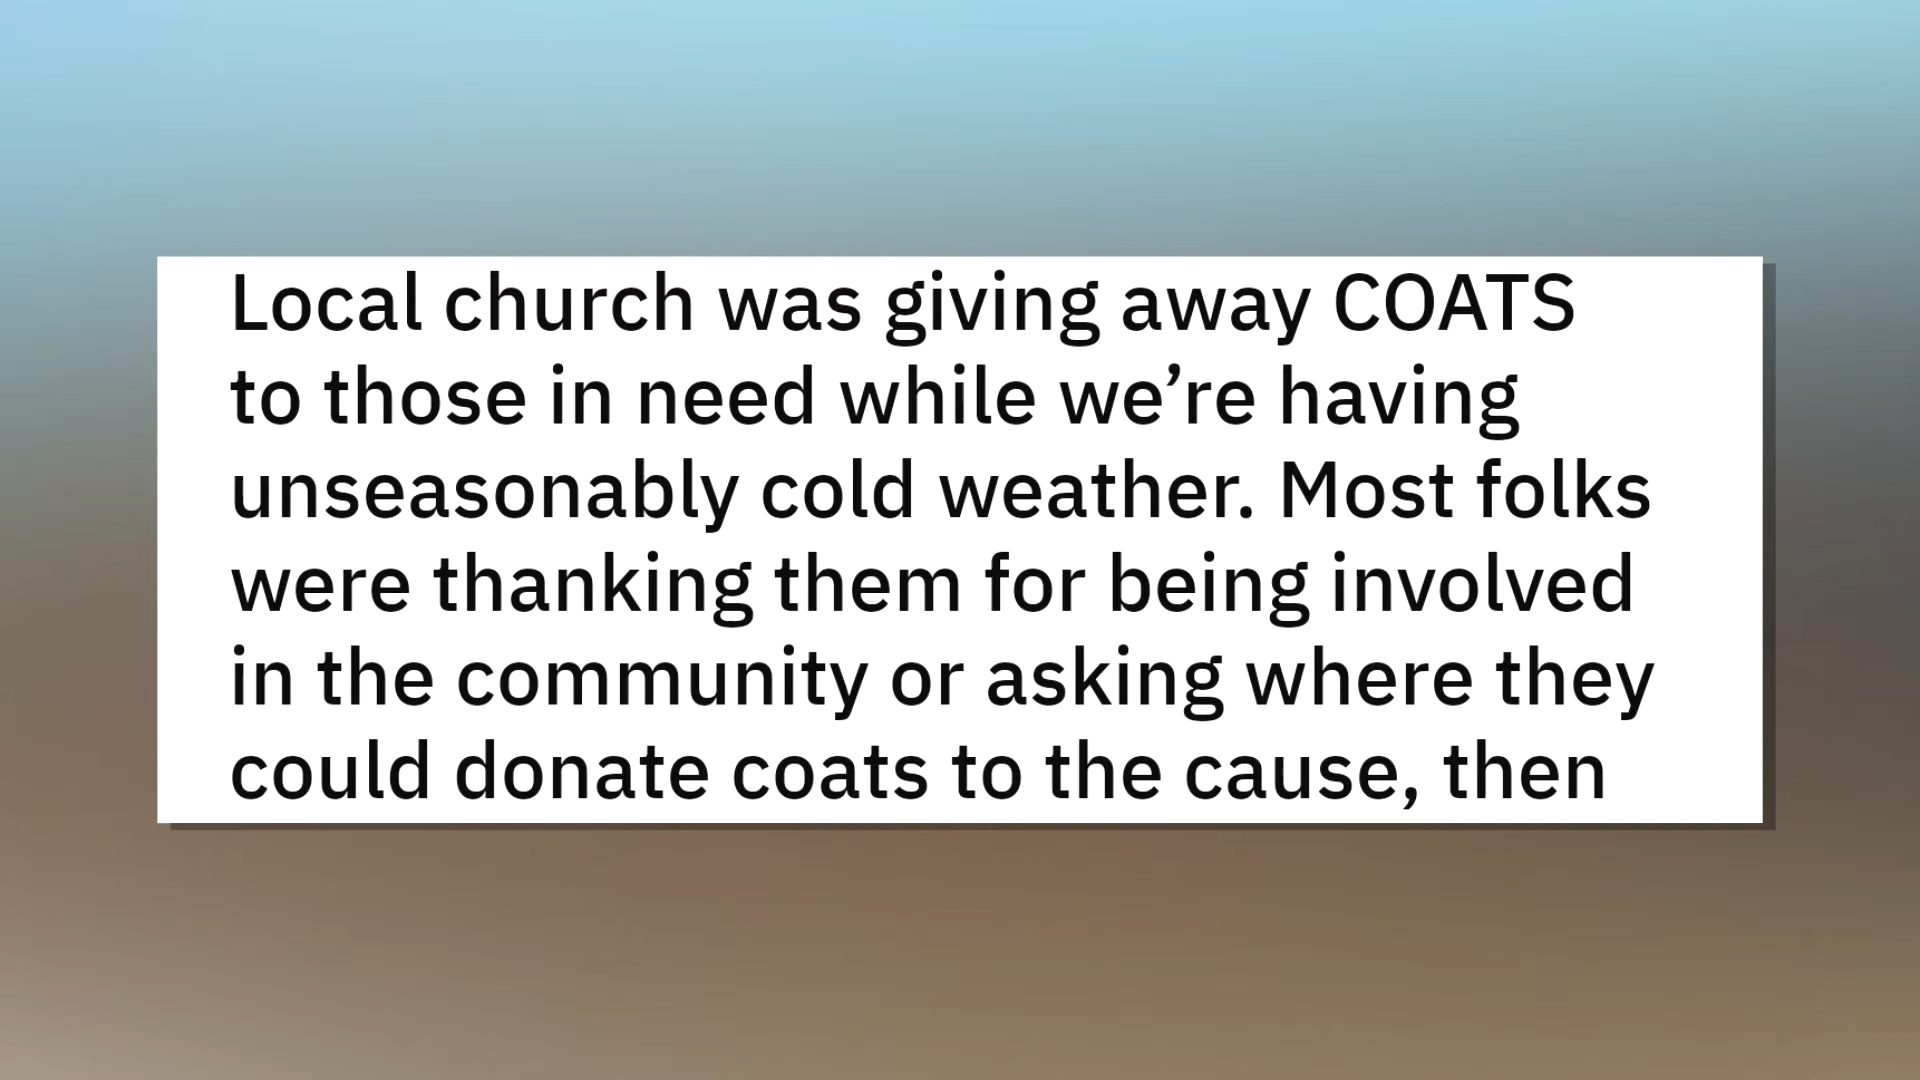 Local church was giving away COATS
to those in need while we’re having
unseasonably cold weather. Most folks
were thanking them for being involved
in the community or asking where they
could donate coats to the cause, then